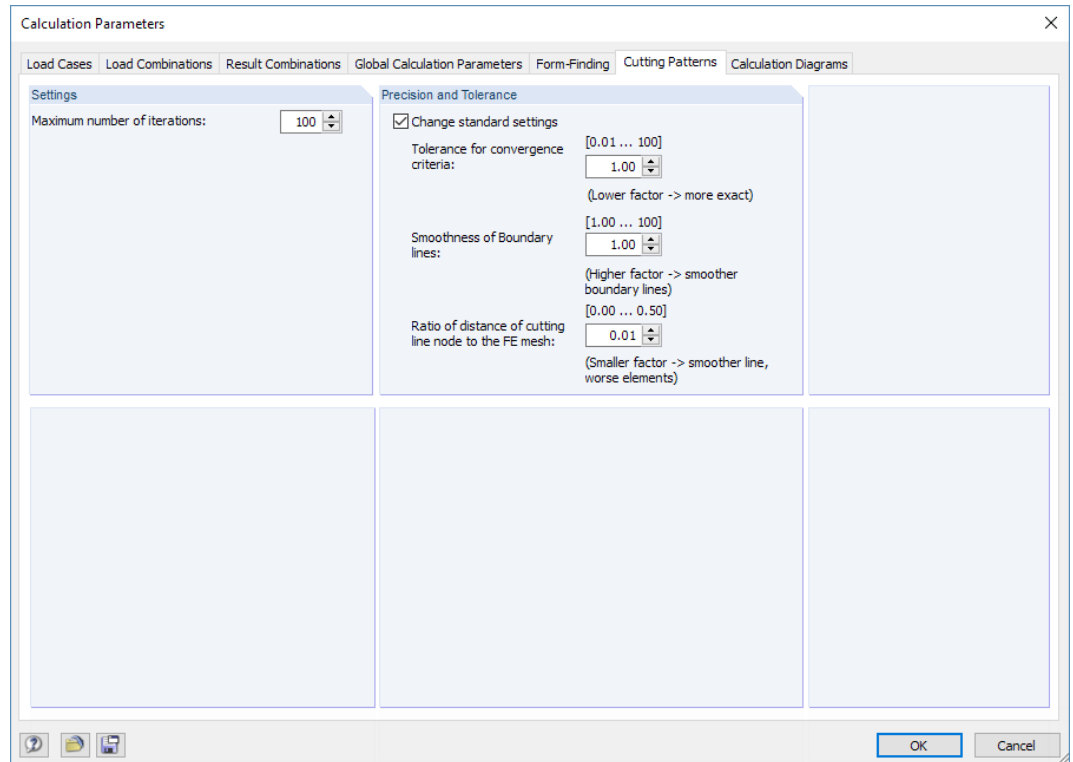 Calculation Parameters
Load Cases
Load Combinations
Result Combinations
Global Calculation Parameters
Form-Finding
Cutting Patterns
Calculation Diagrams
Settings
Maximum number of iterations:
100
Precision and Tolerance
Change standard settings
Tolerance for convergence
criteria:
[0.01 ... 100]
1.00
(Lower factor -> more exact)
Smoothness of Boundary
lines:
[1.00 ... 100]
1.00
(Higher factor -> smoother
boundary lines)
Ratio of distance of cutting
line node to the FE mesh:
[0.00 ... 0.50]
0.01
(Smaller factor -> smoother line,
worse elements)
OK
Cancel